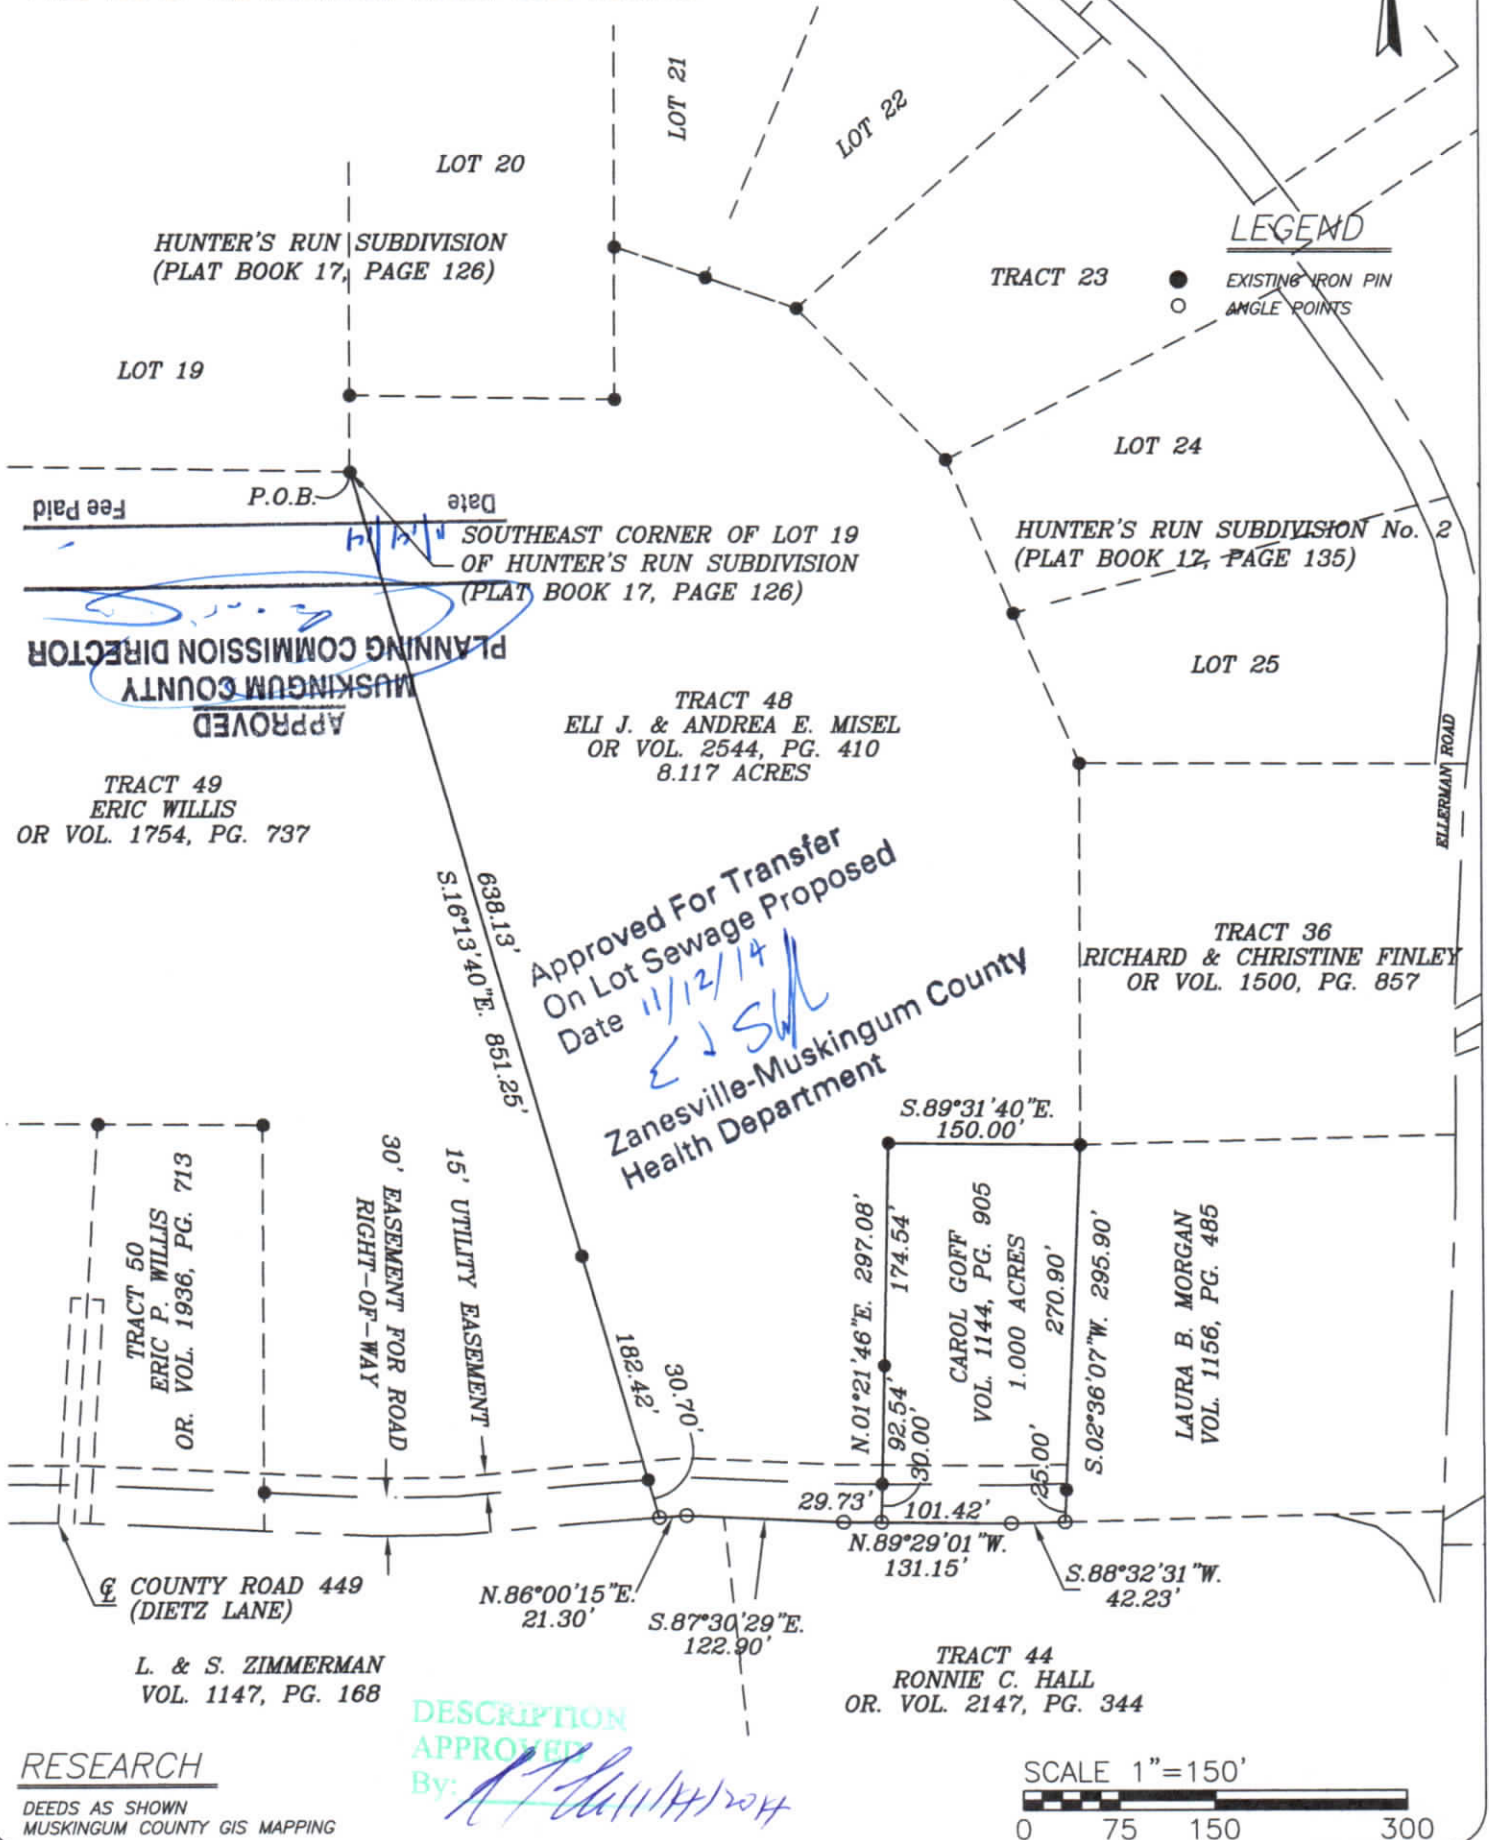 LOT 21
LOT 22
LOT 20
HUNTER'S RUN SUBDIVISION
(PLAT BOOK 17, PAGE 126)
LEGEND
TRACT 23
EXISTING IRON PIN
ANGLE POINTS
LOT 19
LOT 24
P.O.B.
Date
Fee Paid
SOUTHEAST CORNER OF LOT 19
OF HUNTER'S RUN SUBDIVISION
(PLAT BOOK 17, PAGE 126)
HUNTER'S RUN SUBDIVISION No. 2
(PLAT BOOK 17, PAGE 135)
APPROVED
MUSKINGUM COUNTY
PLANNING COMMISSION DIRECTOR
LOT 25
TRACT 48
ELI J. & ANDREA E. MISEL
OR VOL. 2544, PG. 410
8.117 ACRES
ELLERMAN ROAD
TRACT 49
ERIC WILLIS
OR VOL. 1754, PG. 737
638.13'
S.16°13'40"E. 851.25'
Approved For Transfer
On Lot Sewage Proposed
Date 11/12/14
Zanesville-Muskingum County
Health Department
TRACT 36
RICHARD & CHRISTINE FINLEY
OR VOL. 1500, PG. 857
S.89°31'40"E.
150.00'
TRACT 50
ERIC P. WILLIS
OR. VOL. 1936, PG. 713
30' EASEMENT FOR ROAD
RIGHT-OF-WAY
15' UTILITY EASEMENT
182.42'
30.70'
N.01°21'46"E. 297.08'
174.54'
92.54'
30.00'
CAROL GOFF
VOL. 1144, PG. 905
1.000 ACRES
270.90'
25.00'
S.02°36'07"W. 295.90'
LAURA B. MORGAN
VOL. 1156, PG. 485
29.73'
101.42'
N.89°29'01"W.
131.15'
S.88°32'31"W.
42.23'
N.86°00'15"E.
21.30'
S.87°30'29"E.
122.90'
℄ COUNTY ROAD 449
(DIETZ LANE)
L. & S. ZIMMERMAN
VOL. 1147, PG. 168
TRACT 44
RONNIE C. HALL
OR. VOL. 2147, PG. 344
DESCRIPTION
APPROVED
By:
RESEARCH
DEEDS AS SHOWN
MUSKINGUM COUNTY GIS MAPPING
SCALE 1"=150'
0 75 150 300